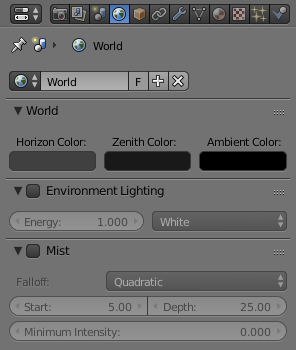 World
World F
World
Horizon Color: Zenith Color: Ambient Color:
Environment Lighting
Energy: 1.000 White
Mist
Falloff: Quadratic
Start: 5.00 Depth: 25.00
Minimum Intensity: 0.000